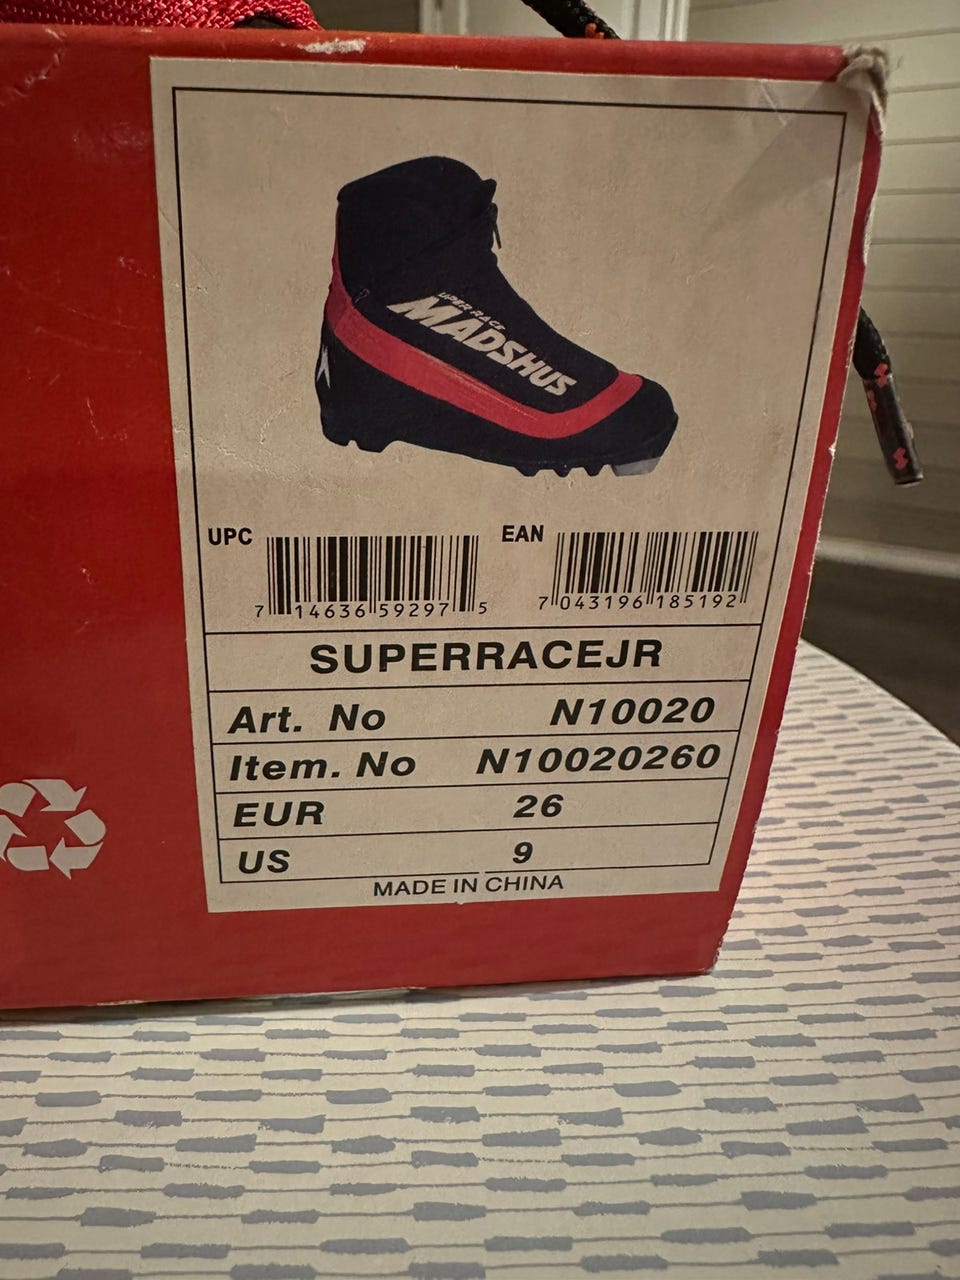 UPER RACE
MADSHUS
UPC
7 14636 59297 5
EAN
7 043196 185192
SUPERRACEJR
Art. No N10020
Item. No N10020260
EUR 26
US 9
MADE IN CHINA